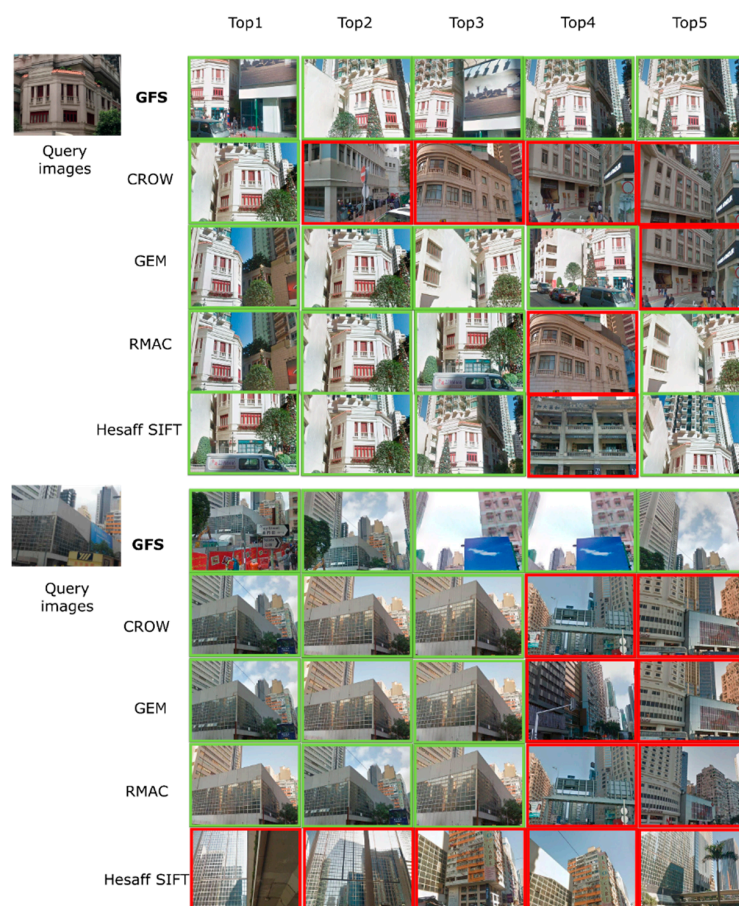 Top1 Top2 Top3 Top4 Top5
GFS
Query
images
CROW
GEM
RMAC
Hesaff SIFT
GFS
Query
images
CROW
GEM
RMAC
Hesaff SIFT